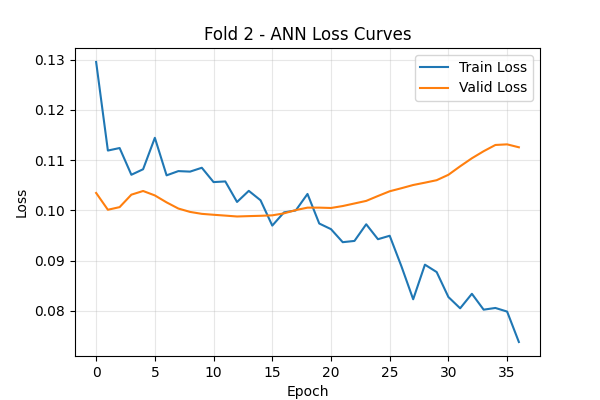 Fold 2 - ANN Loss Curves
Train Loss
Valid Loss
0.13
0.12
0.11
0.10
0.09
0.08
Loss
0 5 10 15 20 25 30 35
Epoch